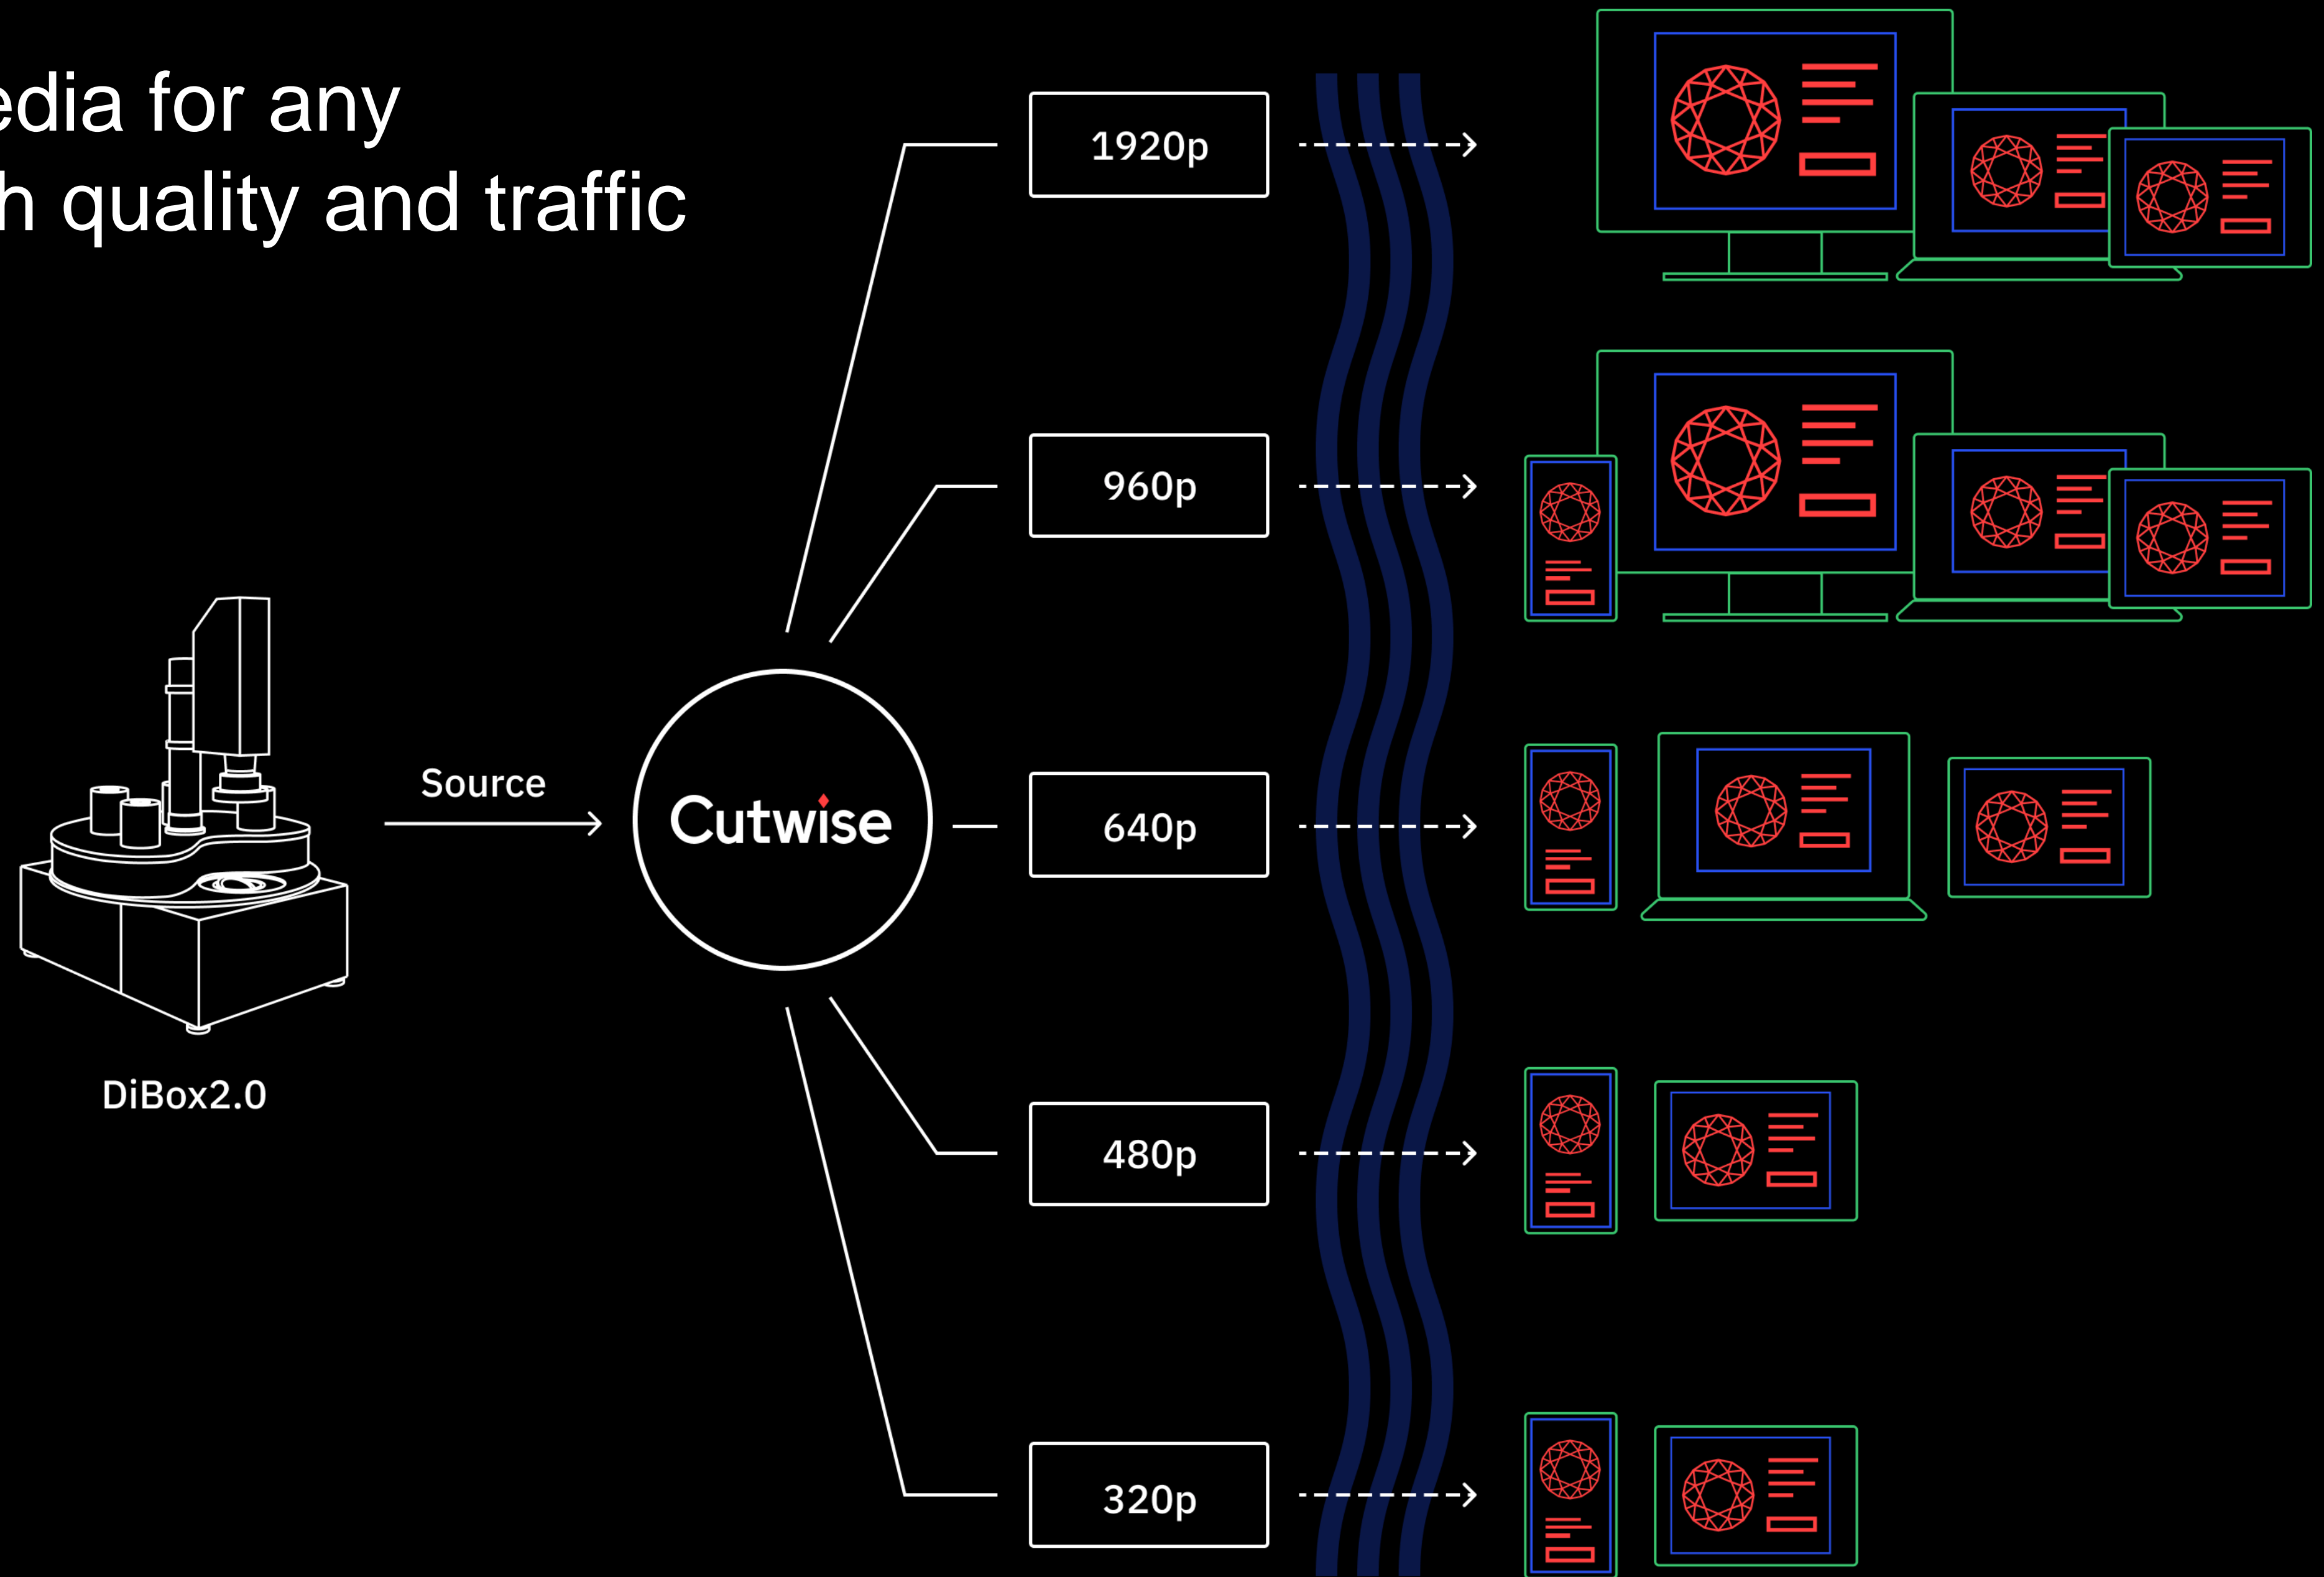 edia for any
h quality and traffic
1920p
960p
Source
Cutwise
640p
DiBox2.0
480p
320p